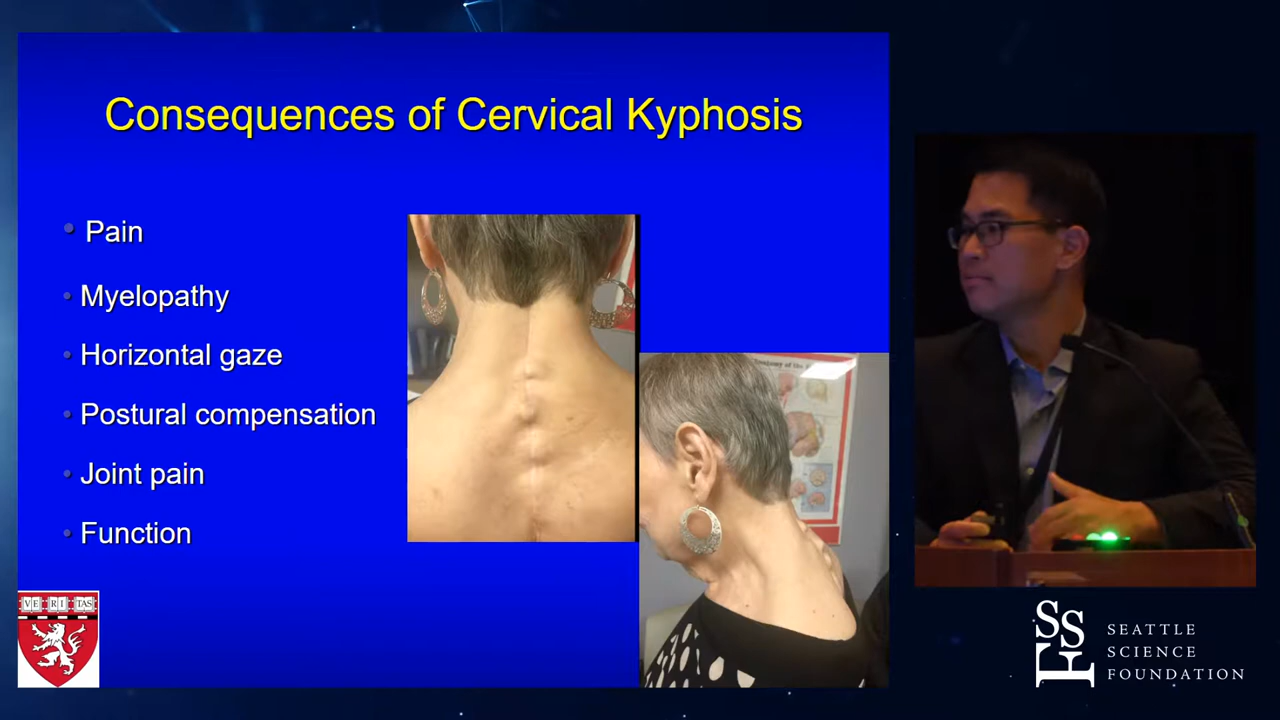 Consequences of Cervical Kyphosis
Pain
Myelopathy
Horizontal gaze
Postural compensation
Joint pain
Function
VE RI TAS
SSF
SEATTLE
SCIENCE
FOUNDATION